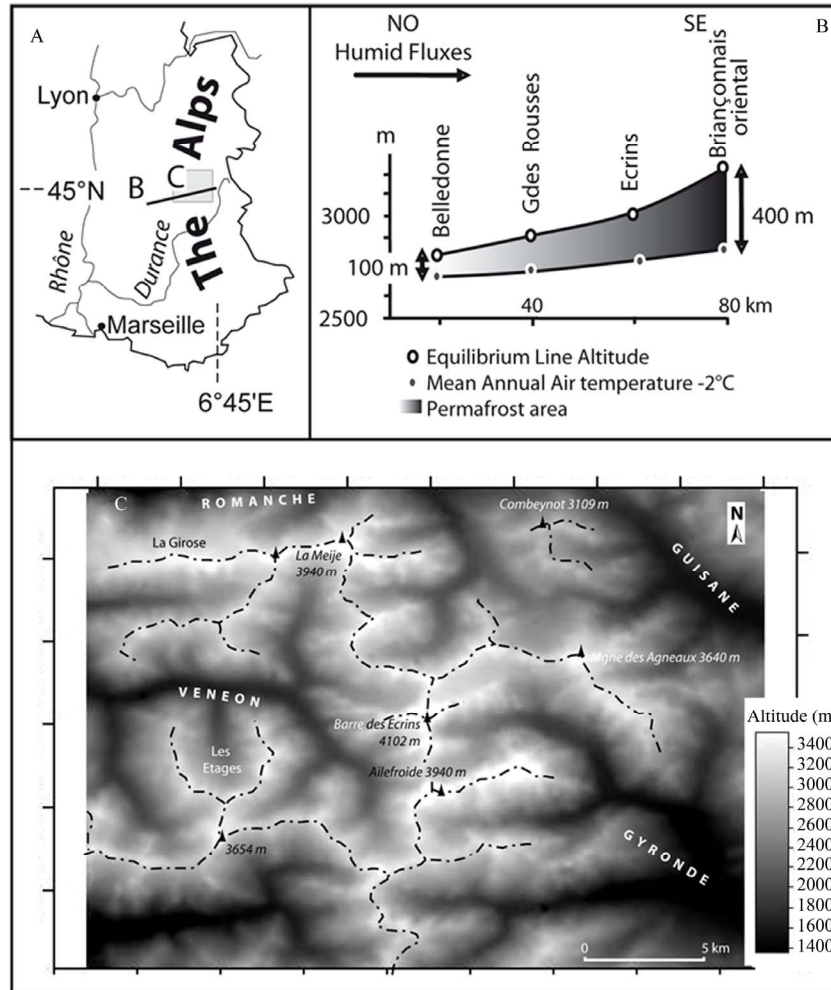 A
Lyon
The Alps
B
C
45°N
Rhône
Durance
Marseille
6°45'E
B
NO
SE
Humid Fluxes
m
Belledonne
Gdes Rousses
Ecrins
Briançonnais
oriental
3000
2500
100 m
400 m
40
80 km
Equilibrium Line Altitude
Mean Annual Air temperature -2°C
Permafrost area
C
ROMANCHE
Combeynot 3109 m
N
La Girose
La Meije
3940 m
GUISANE
Mgne des Agneaux 3640 m
VENEON
Barre des Ecrins
4102 m
Les
Etages
Ailefroide 3940 m
3654 m
GYRONDE
0
5 km
Altitude (m
3400
3200
3000
2800
2600
2400
2200
2000
1800
1600
1400